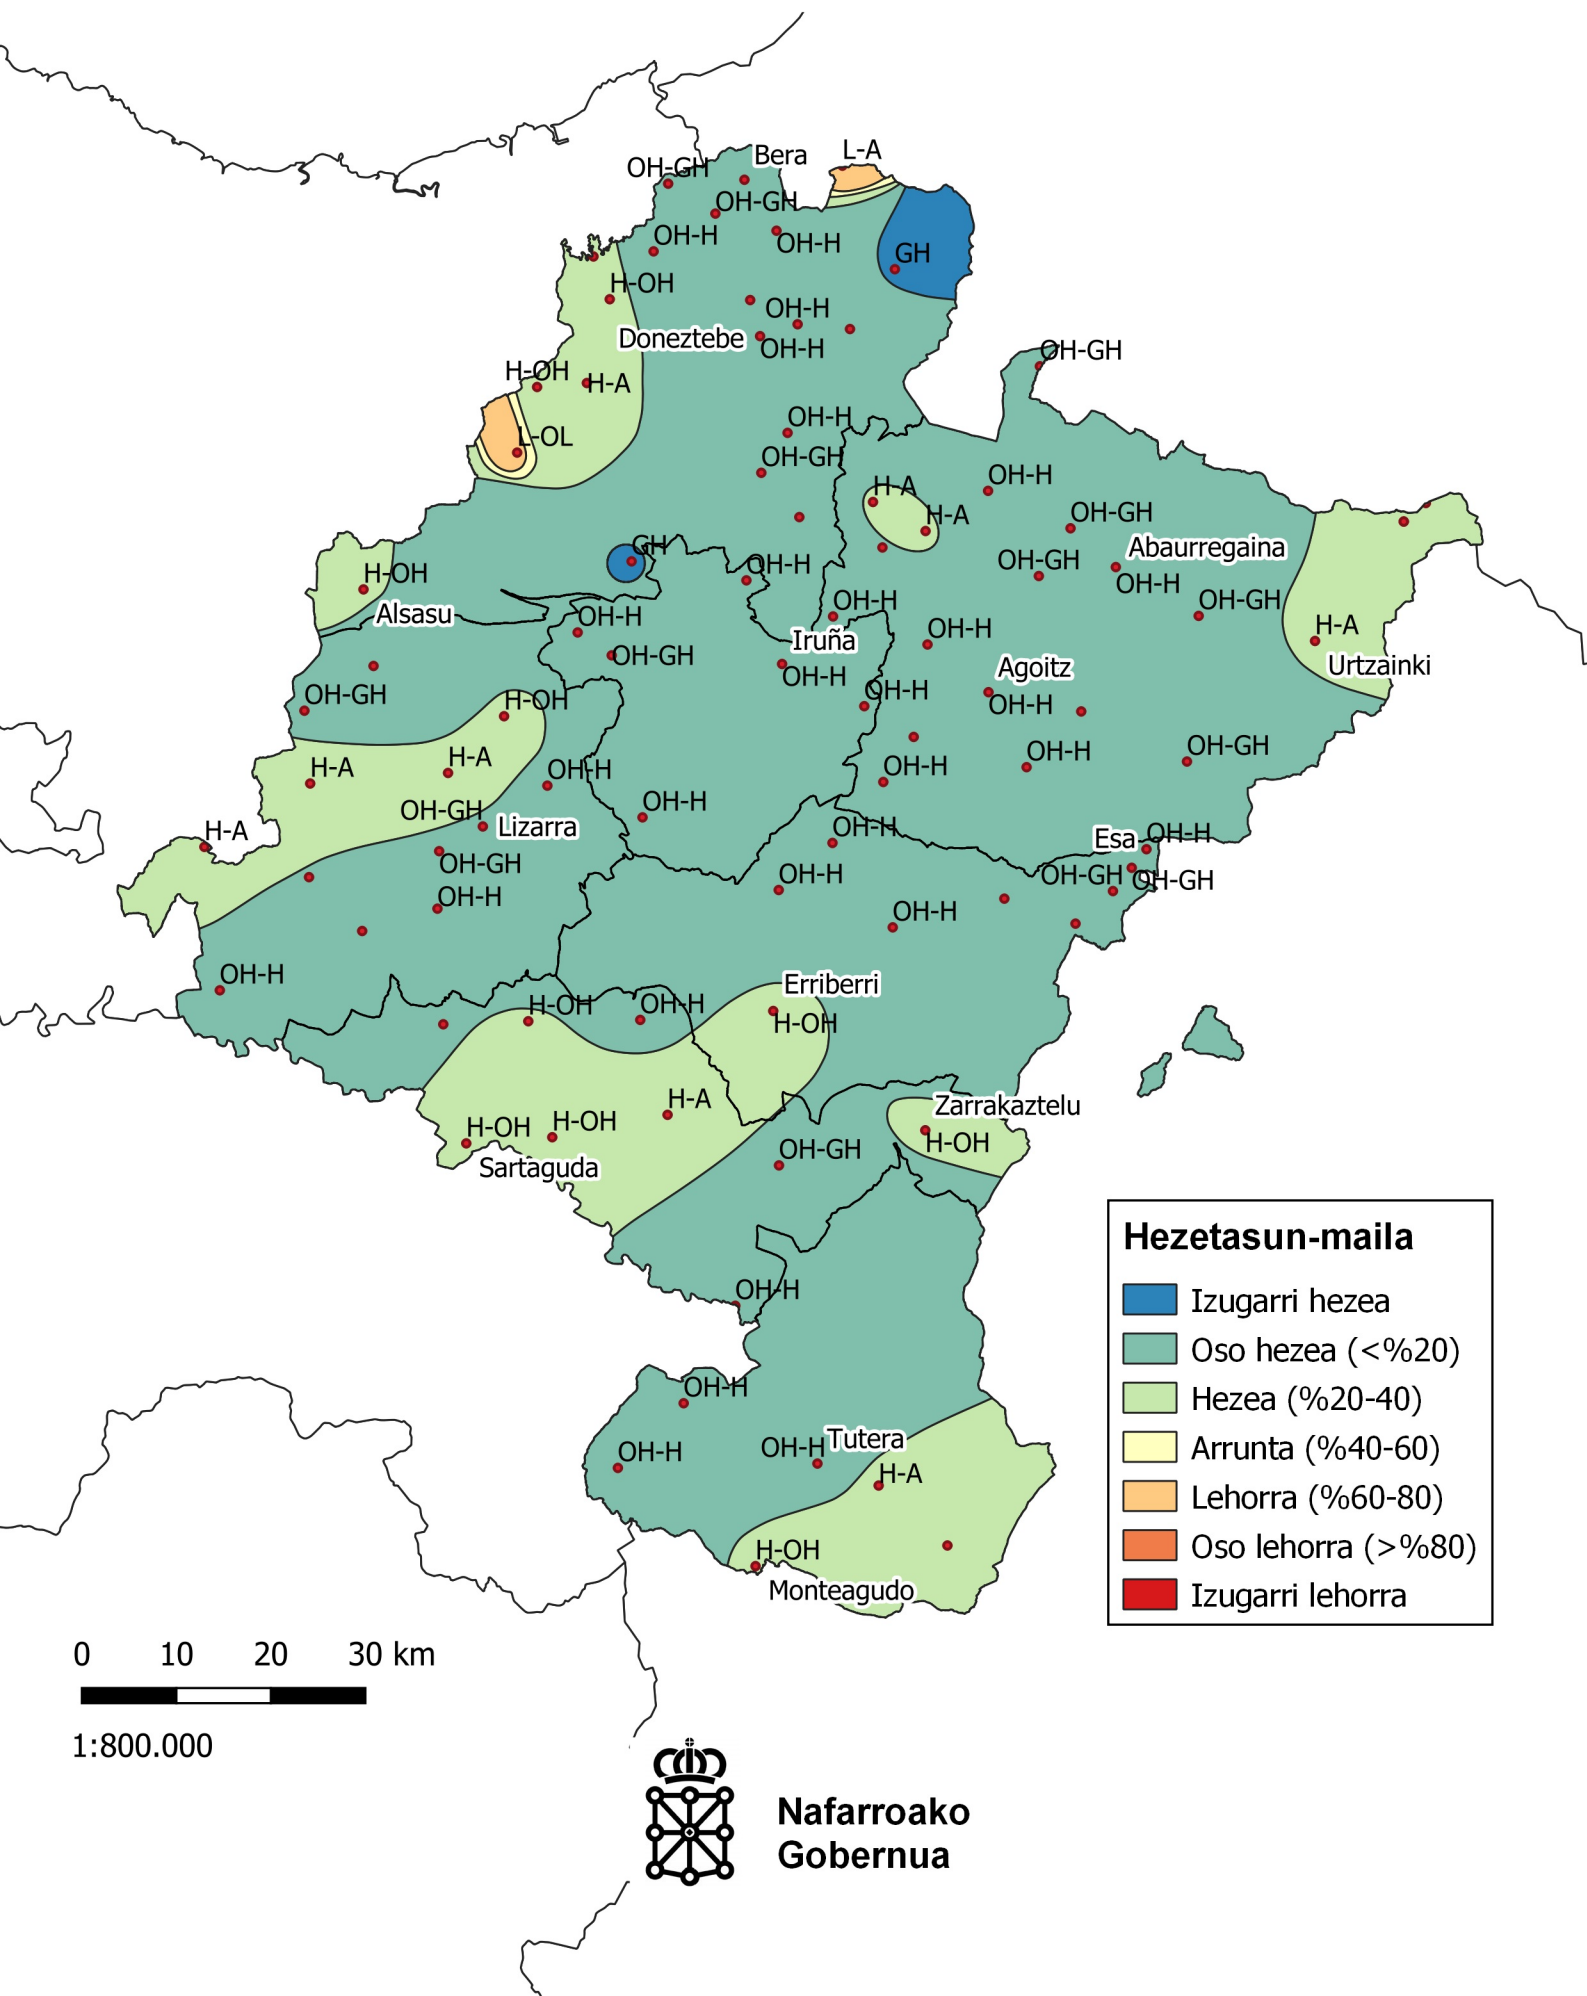 L-A
Bera
OH-GH
OH-GH
OH-H
OH-H
GH
H-OH
OH-H
Doneztebe
OH-H
OH-GH
H-OH
H-A
OH-H
L-OL
OH-GH
OH-H
H-A
H-A
OH-GH
GH
Abaurregaina
OH-H
OH-GH
H-OH
OH-H
Alsasu
OH-H
OH-GH
OH-H
H-A
OH-H
Iruña
OH-GH
Agoitz
Urtzainki
OH-H
OH-GH
OH-H
H-OH
OH-H
OH-GH
OH-H
H-A
H-A
OH-H
OH-H
OH-H
OH-GH
H-A
Lizarra
OH-H
Esa
OH-H
OH-GH
OH-H
OH-GH
OH-GH
OH-H
OH-H
OH-H
Erriberri
H-OH
OH-H
H-OH
H-A
Zarrakaztelu
H-OH
H-OH
H-OH
OH-GH
Sartaguda
OH-H
OH-H
OH-H
OH-H
Tutera
H-A
H-OH
Monteagudo
Hezetasun-maila
Izugarri hezea
Oso hezea (<%20)
Hezea (%20-40)
Arrunta (%40-60)
Lehorra (%60-80)
Oso lehorra (>%80)
Izugarri lehorra
0 10 20 30 km
1:800.000
Nafarroako
Gobernua